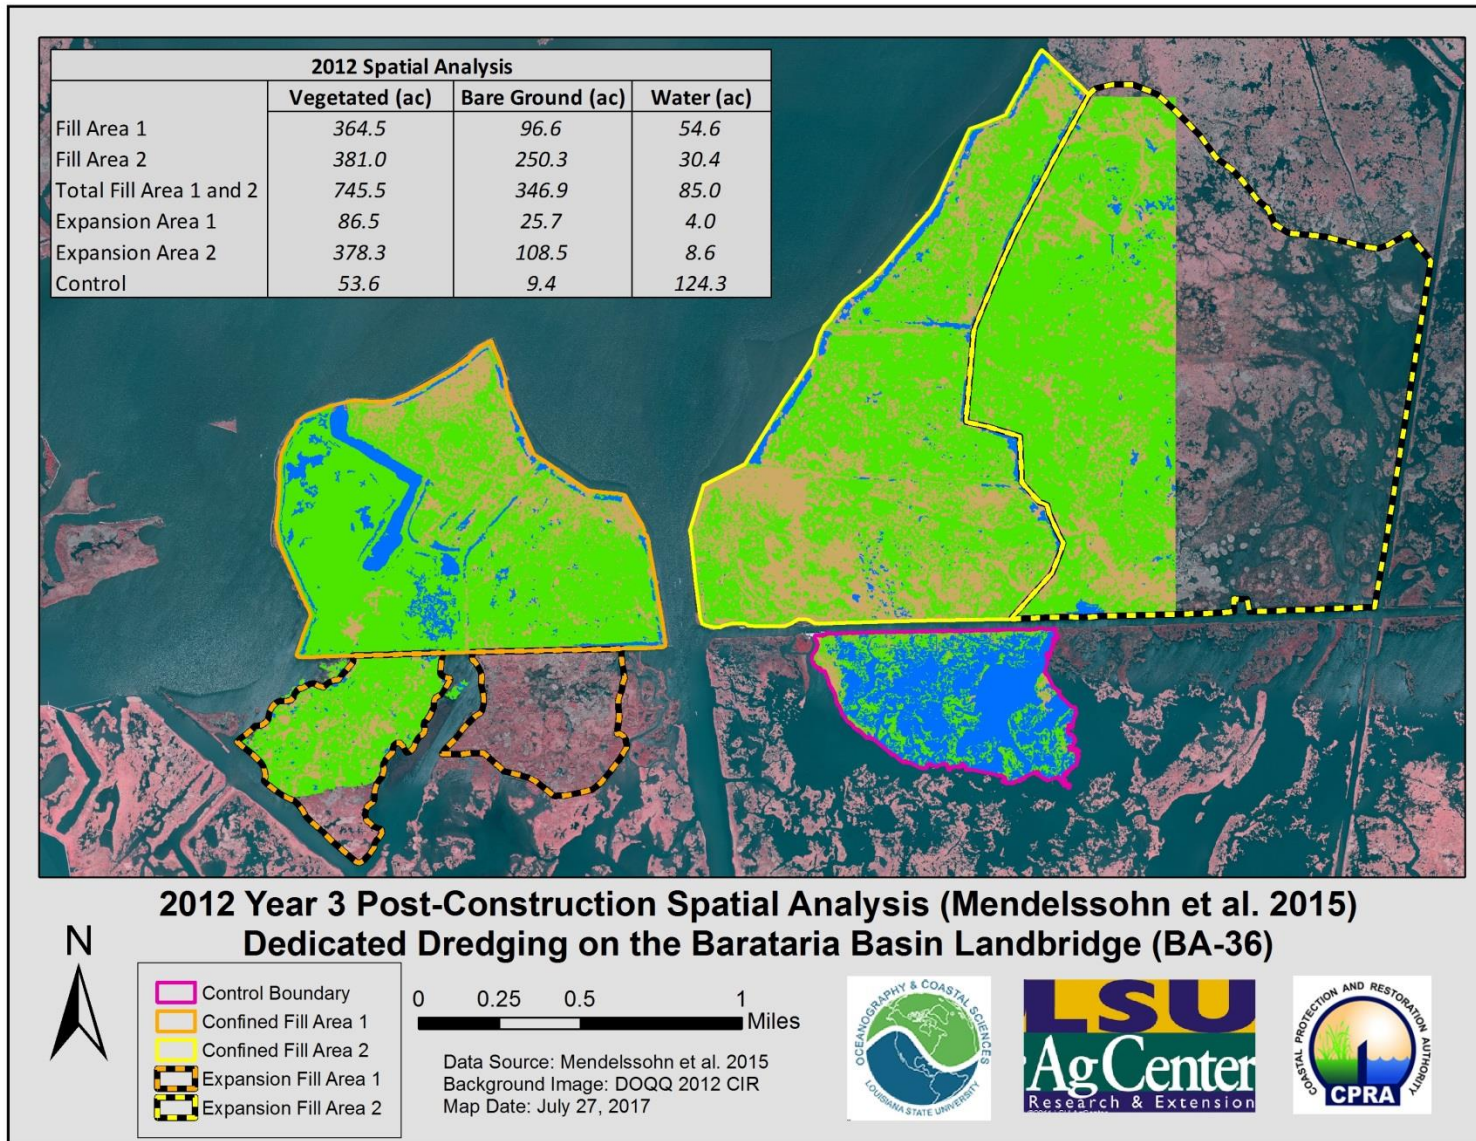 2012 Spatial Analysis
Vegetated (ac) Bare Ground (ac) Water (ac)
Fill Area 1 364.5 96.6 54.6
Fill Area 2 381.0 250.3 30.4
Total Fill Area 1 and 2 745.5 346.9 85.0
Expansion Area 1 86.5 25.7 4.0
Expansion Area 2 378.3 108.5 8.6
Control 53.6 9.4 124.3
2012 Year 3 Post-Construction Spatial Analysis (Mendelssohn et al. 2015)
Dedicated Dredging on the Barataria Basin Landbridge (BA-36)
N
Control Boundary
Confined Fill Area 1
Confined Fill Area 2
Expansion Fill Area 1
Expansion Fill Area 2
0 0.25 0.5 1
Miles
Data Source: Mendelssohn et al. 2015
Background Image: DOQQ 2012 CIR
Map Date: July 27, 2017
OCEANOGRAPHY & COASTAL SCIENCES
LOUISIANA STATE UNIVERSITY
LSU
AgCenter
Research & Extension
COASTAL PROTECTION AND RESTORATION AUTHORITY
CPRA